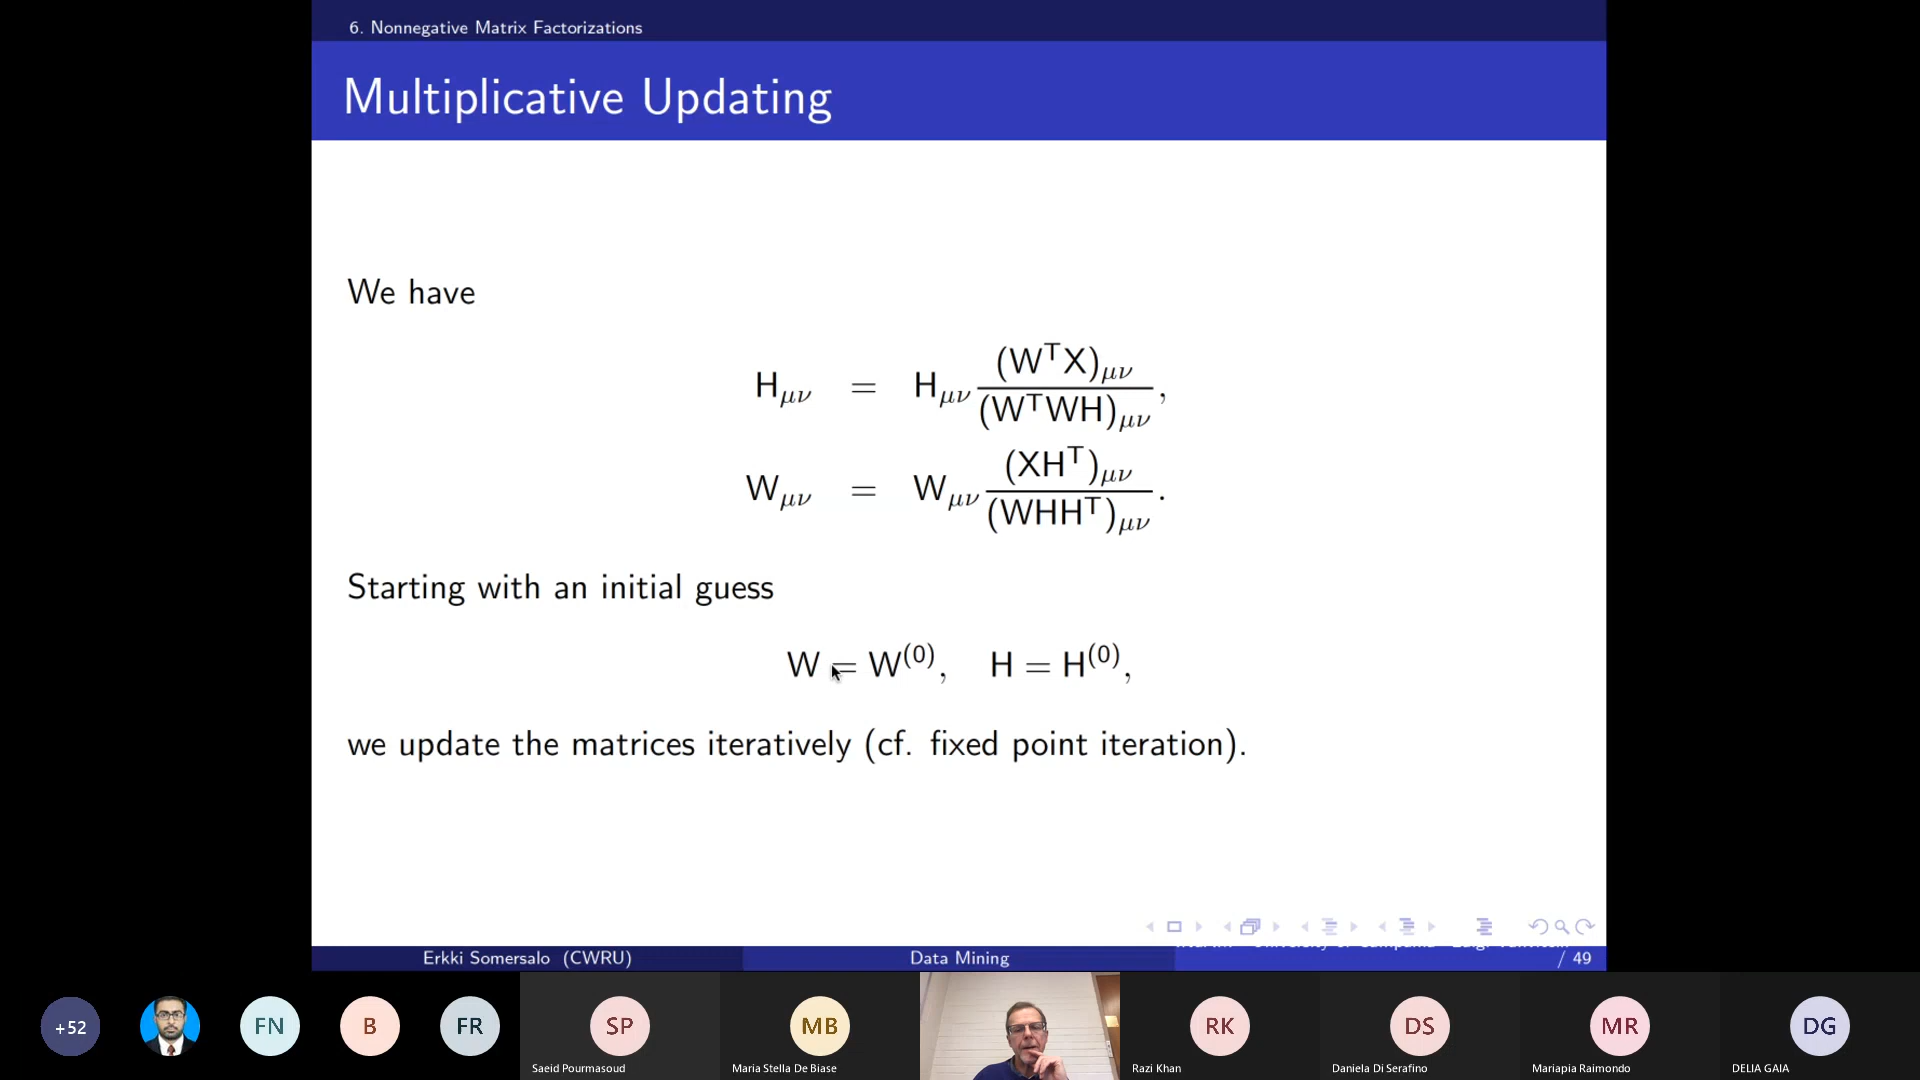 6. Nonnegative Matrix Factorizations
Multiplicative Updating
We have
H_{μν} = H_{μν} (W^T X)_{μν} / (W^T WH)_{μν},
W_{μν} = W_{μν} (XH^T)_{μν} / (WHH^T)_{μν}.
Starting with an initial guess
W = W^{(0)}, H = H^{(0)},
we update the matrices iteratively (cf. fixed point iteration).
Erkki Somersalo (CWRU) Data Mining / 49
+52 FN B FR SP MB RK DS MR DG
Saeid Pourmasoud Maria Stella De Biase Razi Khan Daniela Di Serafino Mariapia Raimondo DELIA GAIA